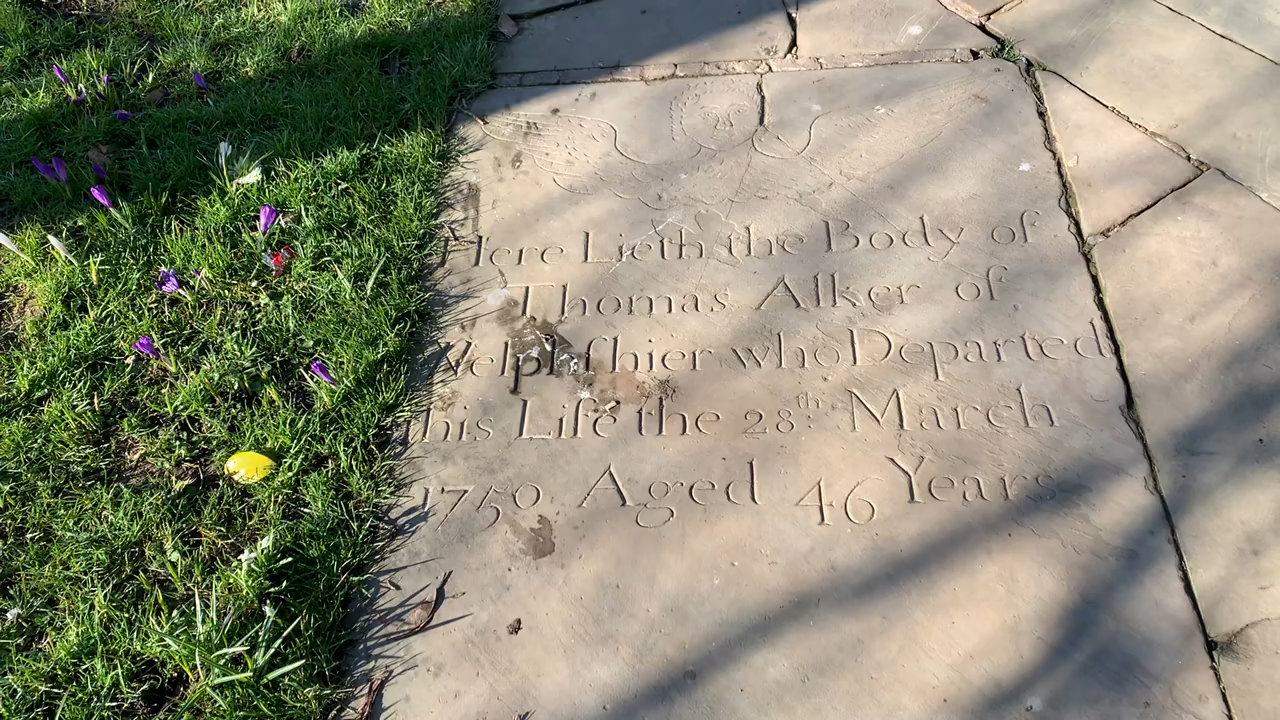 Here Lieth the Body of
Thomas Alker of
Welphfhier who Departed
this Life the 28th March
1750 Aged 46 Years